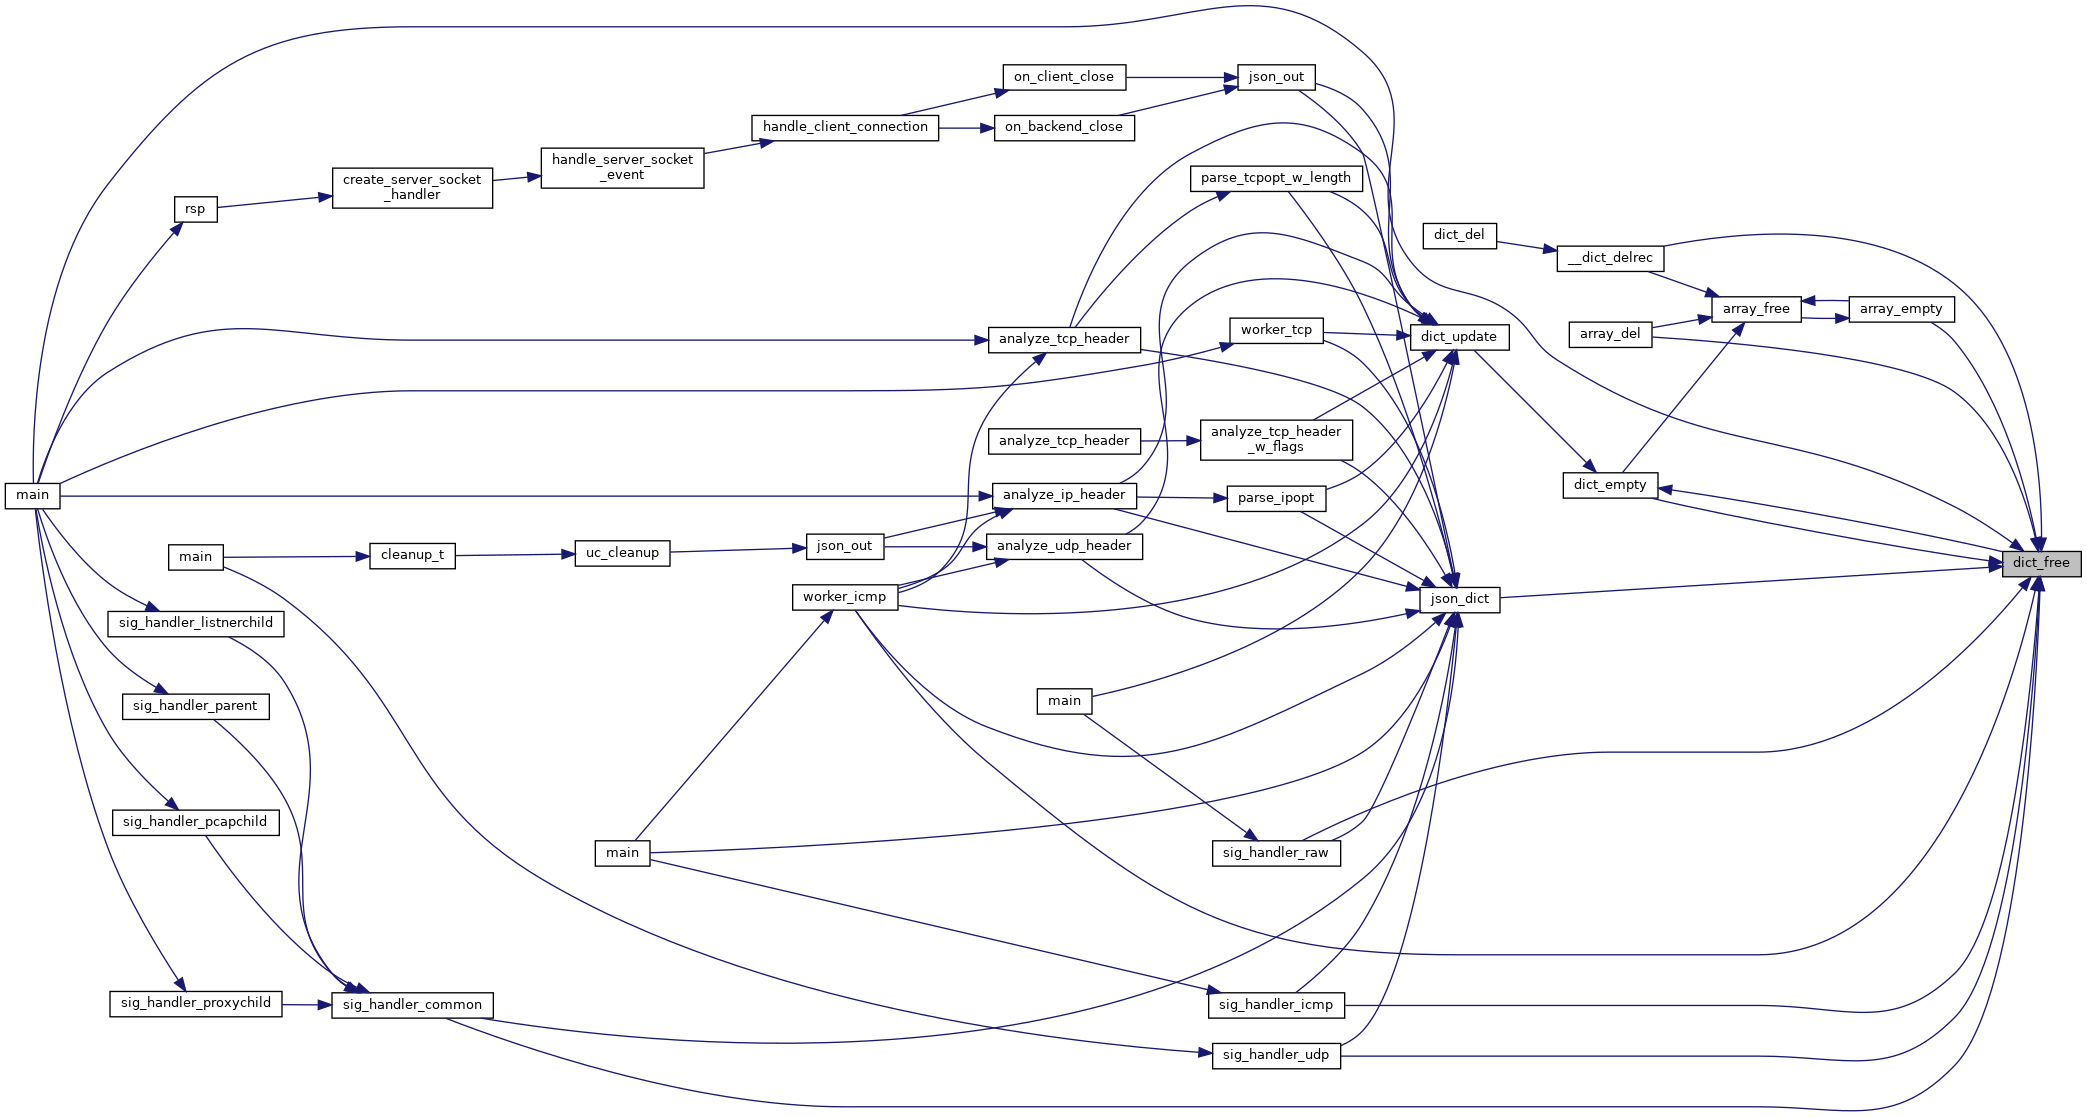 on_client_close
json_out
handle_client_connection
on_backend_close
handle_server_socket
_event
create_server_socket
_handler
parse_tcpopt_w_length
rsp
dict_del
__dict_delrec
array_free
array_empty
array_del
analyze_tcp_header
worker_tcp
dict_update
analyze_tcp_header
analyze_tcp_header
_w_flags
main
analyze_ip_header
parse_ipopt
dict_empty
main
cleanup_t
uc_cleanup
json_out
analyze_udp_header
dict_free
worker_icmp
json_dict
sig_handler_listnerchild
sig_handler_parent
main
sig_handler_pcapchild
main
sig_handler_raw
sig_handler_proxychild
sig_handler_common
sig_handler_icmp
sig_handler_udp